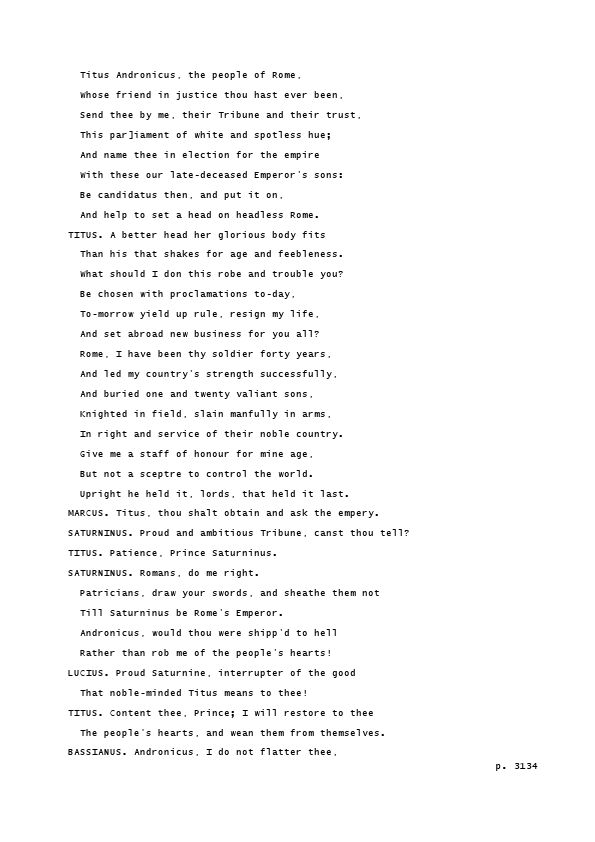 Titus Andronicus, the people of Rome,
Whose friend in justice thou hast ever been,
Send thee by me, their Tribune and their trust,
This par]iament of white and spotless hue;
And name thee in election for the empire
With these our late-deceased Emperor's sons:
Be candidatus then, and put it on,
And help to set a head on headless Rome.
TITUS. A better head her glorious body fits
Than his that shakes for age and feebleness.
What should I don this robe and trouble you?
Be chosen with proclamations to-day,
To-morrow yield up rule, resign my life,
And set abroad new business for you all?
Rome, I have been thy soldier forty years,
And led my country's strength successfully,
And buried one and twenty valiant sons,
Knighted in field, slain manfully in arms,
In right and service of their noble country.
Give me a staff of honour for mine age,
But not a sceptre to control the world.
Upright he held it, lords, that held it last.
MARCUS. Titus, thou shalt obtain and ask the empery.
SATURNINUS. Proud and ambitious Tribune, canst thou tell?
TITUS. Patience, Prince Saturninus.
SATURNINUS. Romans, do me right.
Patricians, draw your swords, and sheathe them not
Till Saturninus be Rome's Emperor.
Andronicus, would thou were shipp'd to hell
Rather than rob me of the people's hearts!
LUCIUS. Proud Saturnine, interrupter of the good
That noble-minded Titus means to thee!
TITUS. Content thee, Prince; I will restore to thee
The people's hearts, and wean them from themselves.
BASSIANUS. Andronicus, I do not flatter thee,
p. 3134